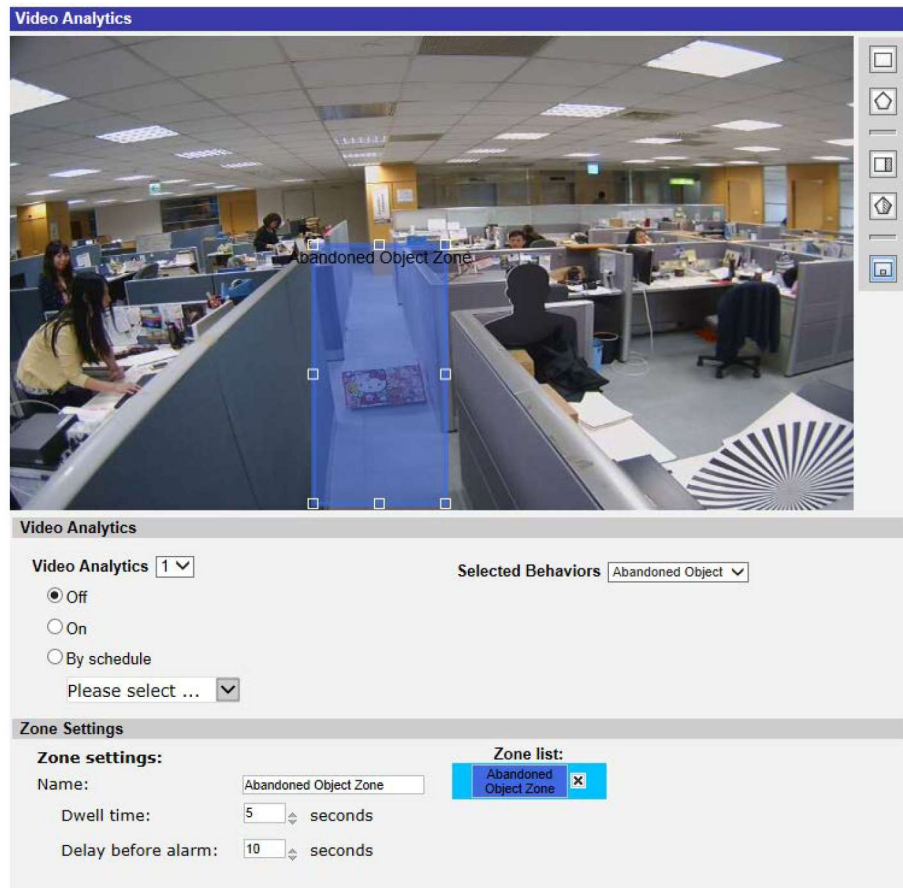 Video Analytics
Abandoned Object Zone
Video Analytics
Video Analytics 1
Selected Behaviors Abandoned Object
Off
On
By schedule
Please select ...
Zone Settings
Zone settings:
Zone list:
Name: Abandoned Object Zone
Abandoned
Object Zone
Dwell time: 5 seconds
Delay before alarm: 10 seconds